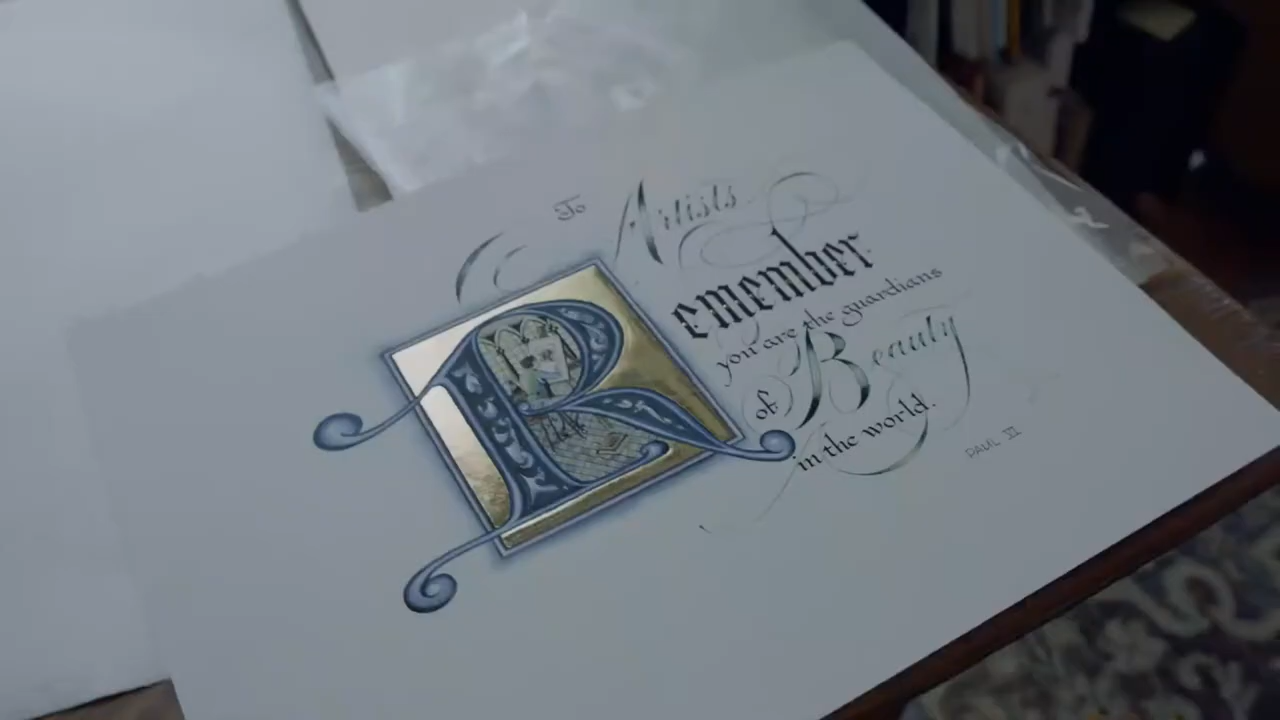 To Artists
Remember
you are the guardians
of Beauty
in the world.
PAUL VI